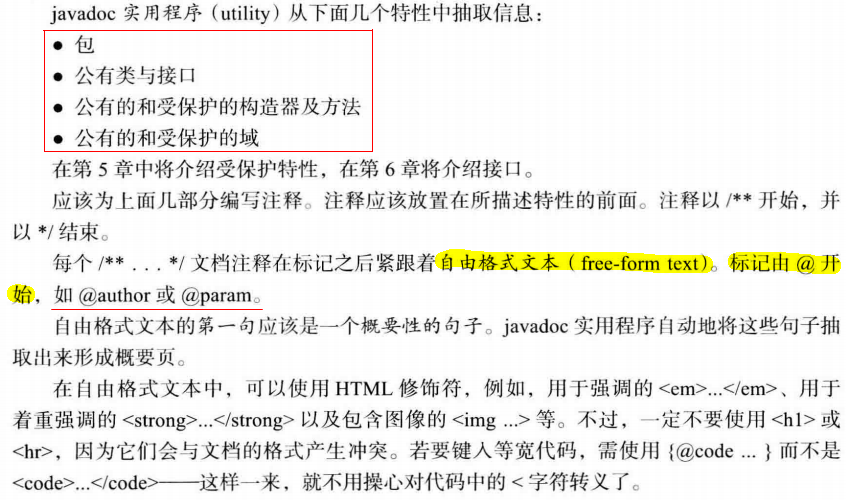 javadoc 实用程序（utility）从下面几个特性中抽取信息：
● 包
● 公有类与接口
● 公有的和受保护的构造器及方法
● 公有的和受保护的域
在第 5 章中将介绍受保护特性，在第 6 章将介绍接口。
应该为上面几部分编写注释。注释应该放置在所描述特性的前面。注释以 /** 开始，并
以 */ 结束。
每个 /** . . . */ 文档注释在标记之后紧跟着自由格式文本（free-form text）。标记由 @ 开
始，如 @author 或 @param。
自由格式文本的第一句应该是一个概要性的句子。javadoc 实用程序自动地将这些句子抽
取出来形成概要页。
在自由格式文本中，可以使用 HTML 修饰符，例如，用于强调的 <em>...</em>、用于
着重强调的 <strong>...</strong> 以及包含图像的 <img ...> 等。不过，一定不要使用 <h1> 或
<hr>，因为它们会与文档的格式产生冲突。若要键入等宽代码，需使用 {@code ... } 而不是
<code>...</code>——这样一来，就不用操心对代码中的 < 字符转义了。